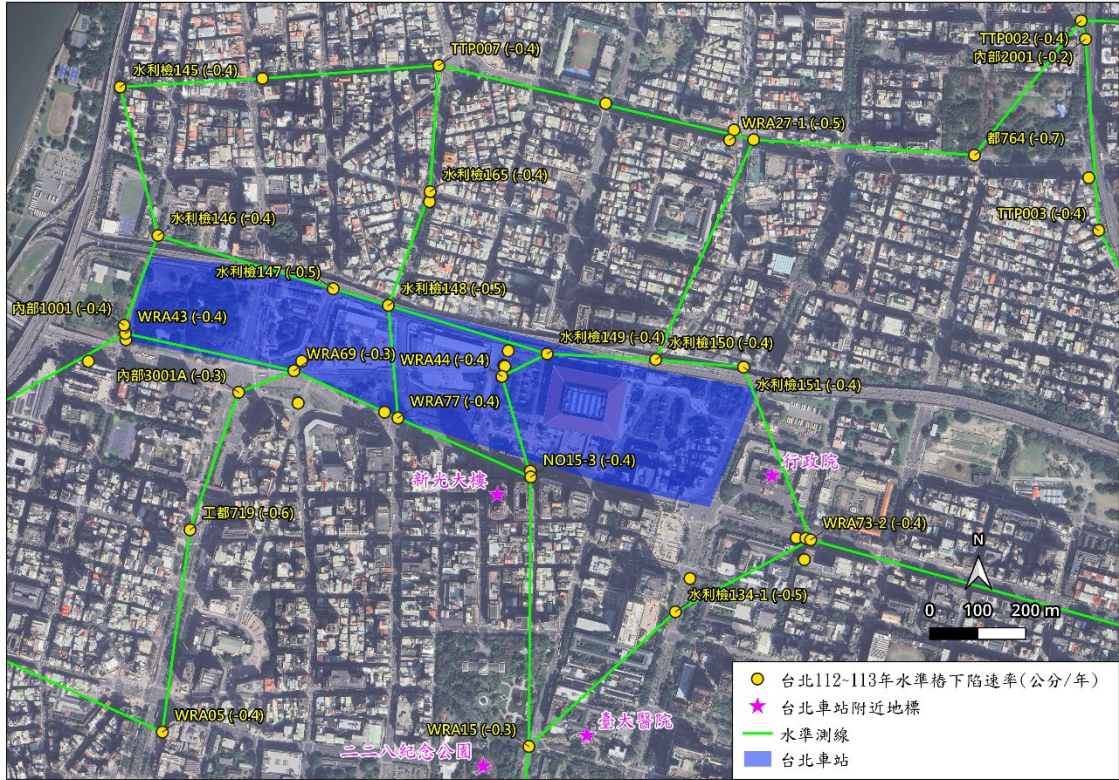 TTP002 (-0.4)
內部2001 (-0.2)
TTP007 (-0.4)
水利檢145 (-0.4)
WRA27-1 (-0.5)
都764 (-0.7)
水利檢165 (-0.4)
水利檢146 (-0.4)
TTP003 (-0.4)
水利檢147 (-0.5)
水利檢148 (-0.5)
內部1001 (-0.4)
WRA43 (-0.4)
水利檢149 (-0.4)
水利檢150 (-0.4)
WRA69 (-0.3)
WRA44 (-0.4)
內部3001A (-0.3)
水利檢151 (-0.4)
WRA77 (-0.4)
NO15-3 (-0.4)
行政院
新光大樓
工都719 (-0.6)
WRA73-2 (-0.4)
N
水利檢134-1 (-0.5)
0 100 200 m
WRA05 (-0.4)
WRA15 (-0.3)
臺大醫院
二二八紀念公園
台北112~113年水準樁下陷速率(公分/年)
台北車站附近地標
水準測線
台北車站